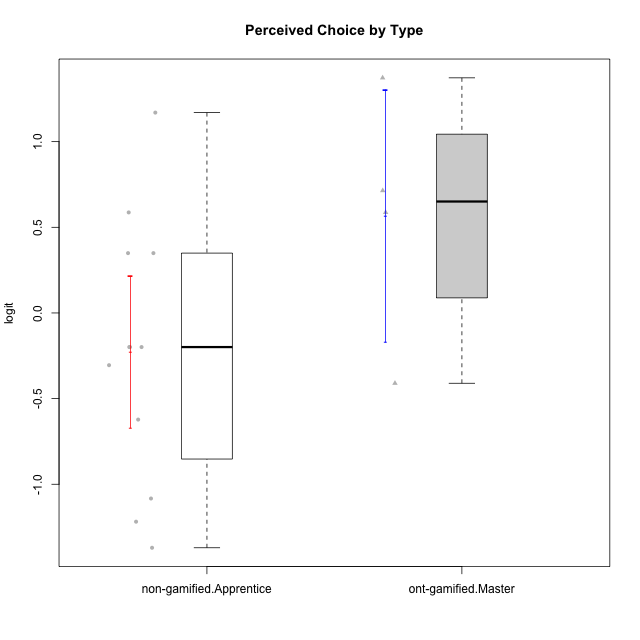 Perceived Choice by Type
logit
1.0
0.5
0.0
-0.5
-1.0
non-gamified.Apprentice
ont-gamified.Master